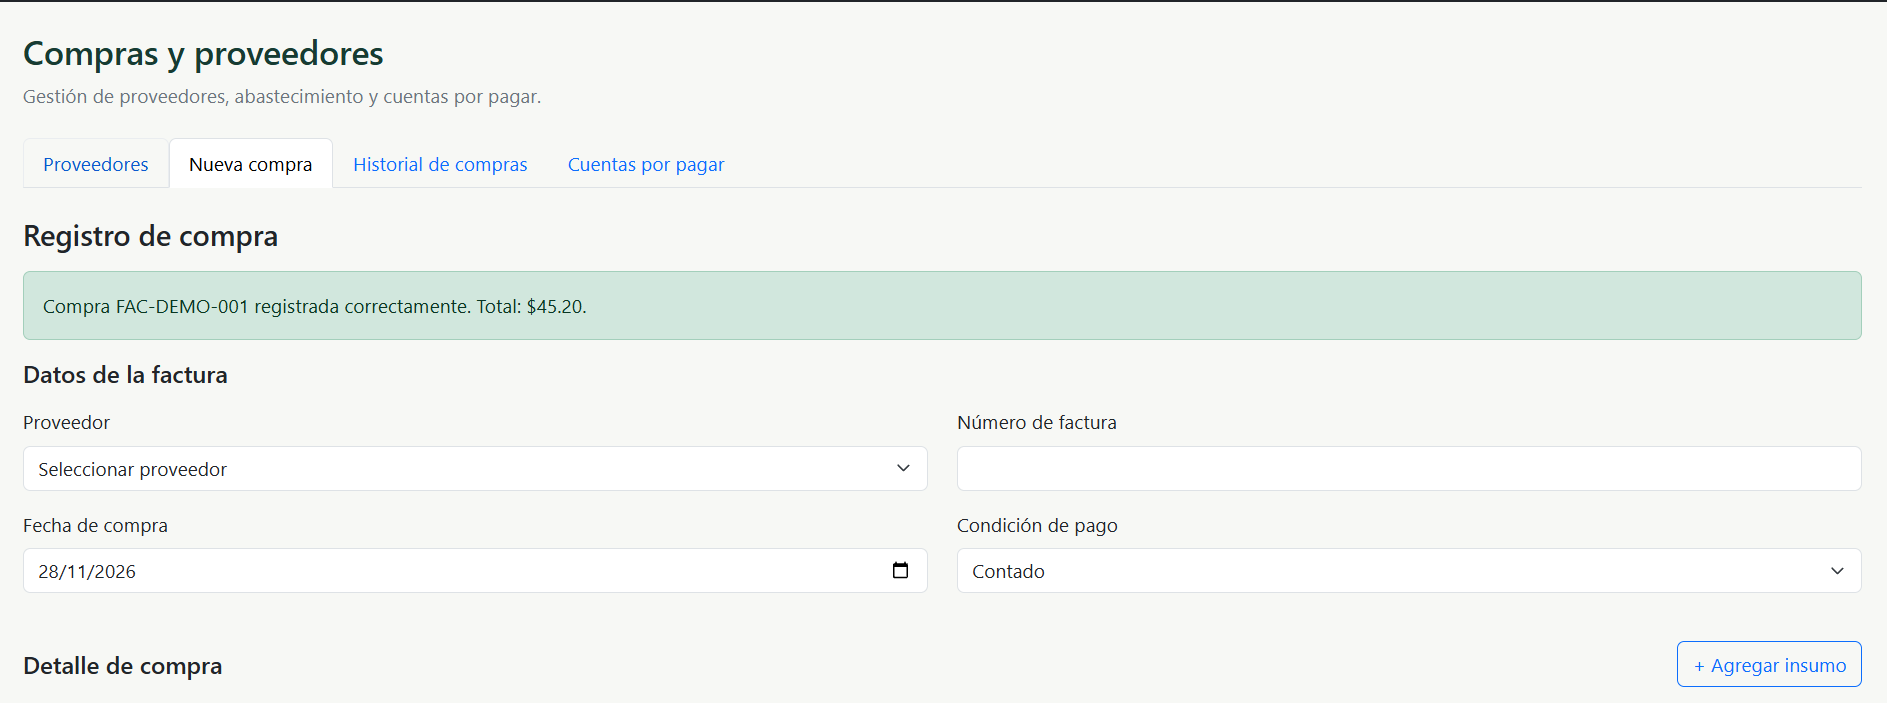 Compras y proveedores
Gestión de proveedores, abastecimiento y cuentas por pagar.
Proveedores Nueva compra Historial de compras Cuentas por pagar
Registro de compra
Compra FAC-DEMO-001 registrada correctamente. Total: $45.20.
Datos de la factura
Proveedor Número de factura
Seleccionar proveedor
Fecha de compra Condición de pago
28/11/2026 Contado
Detalle de compra + Agregar insumo